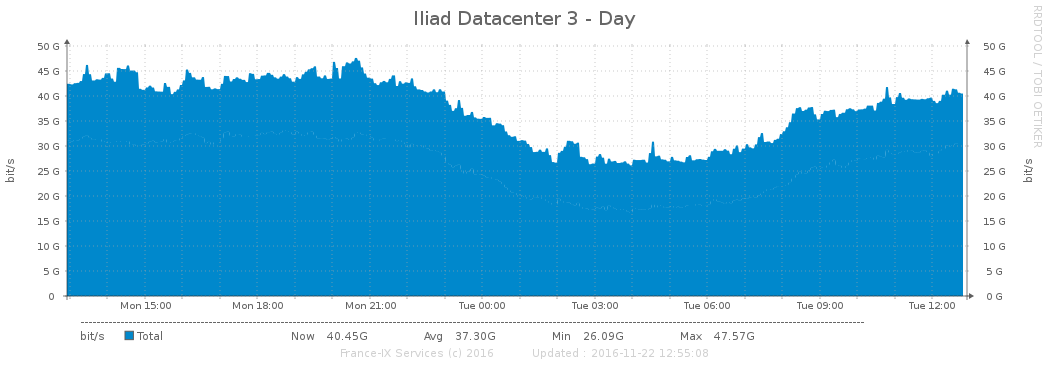 Iliad Datacenter 3 - Day
RRDTOOL / TOBI OETIKER
50 G 50 G
45 G 45 G
40 G 40 G
35 G 35 G
30 G 30 G
25 G 25 G
20 G 20 G
15 G 15 G
10 G 10 G
5 G 5 G
0 0 G
bit/s bit/s
Mon 15:00 Mon 18:00 Mon 21:00 Tue 00:00 Tue 03:00 Tue 06:00 Tue 09:00 Tue 12:00
bit/s Total Now 40.45G Avg 37.30G Min 26.09G Max 47.57G
France-IX Services (c) 2016 Updated : 2016-11-22 12:55:08